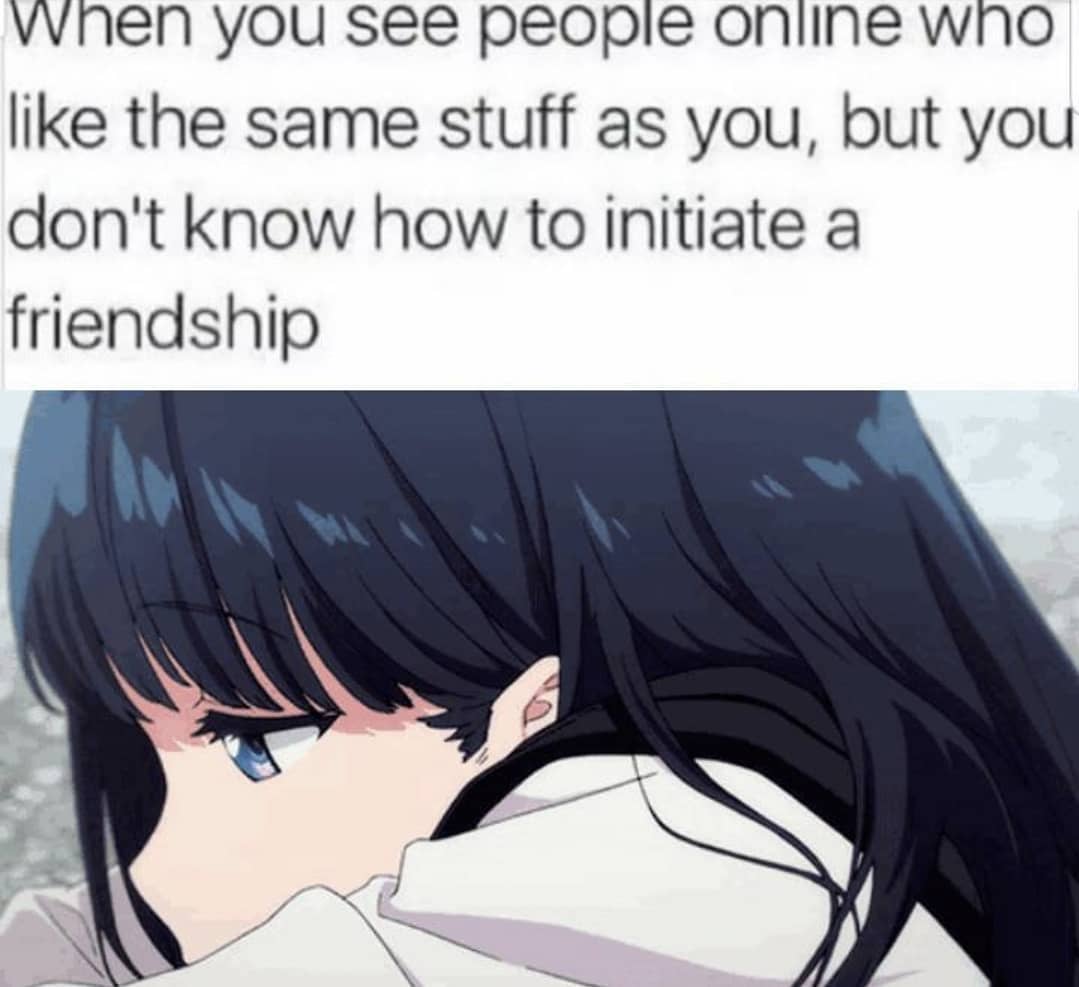 When you see people online who
like the same stuff as you, but you
don't know how to initiate a
friendship